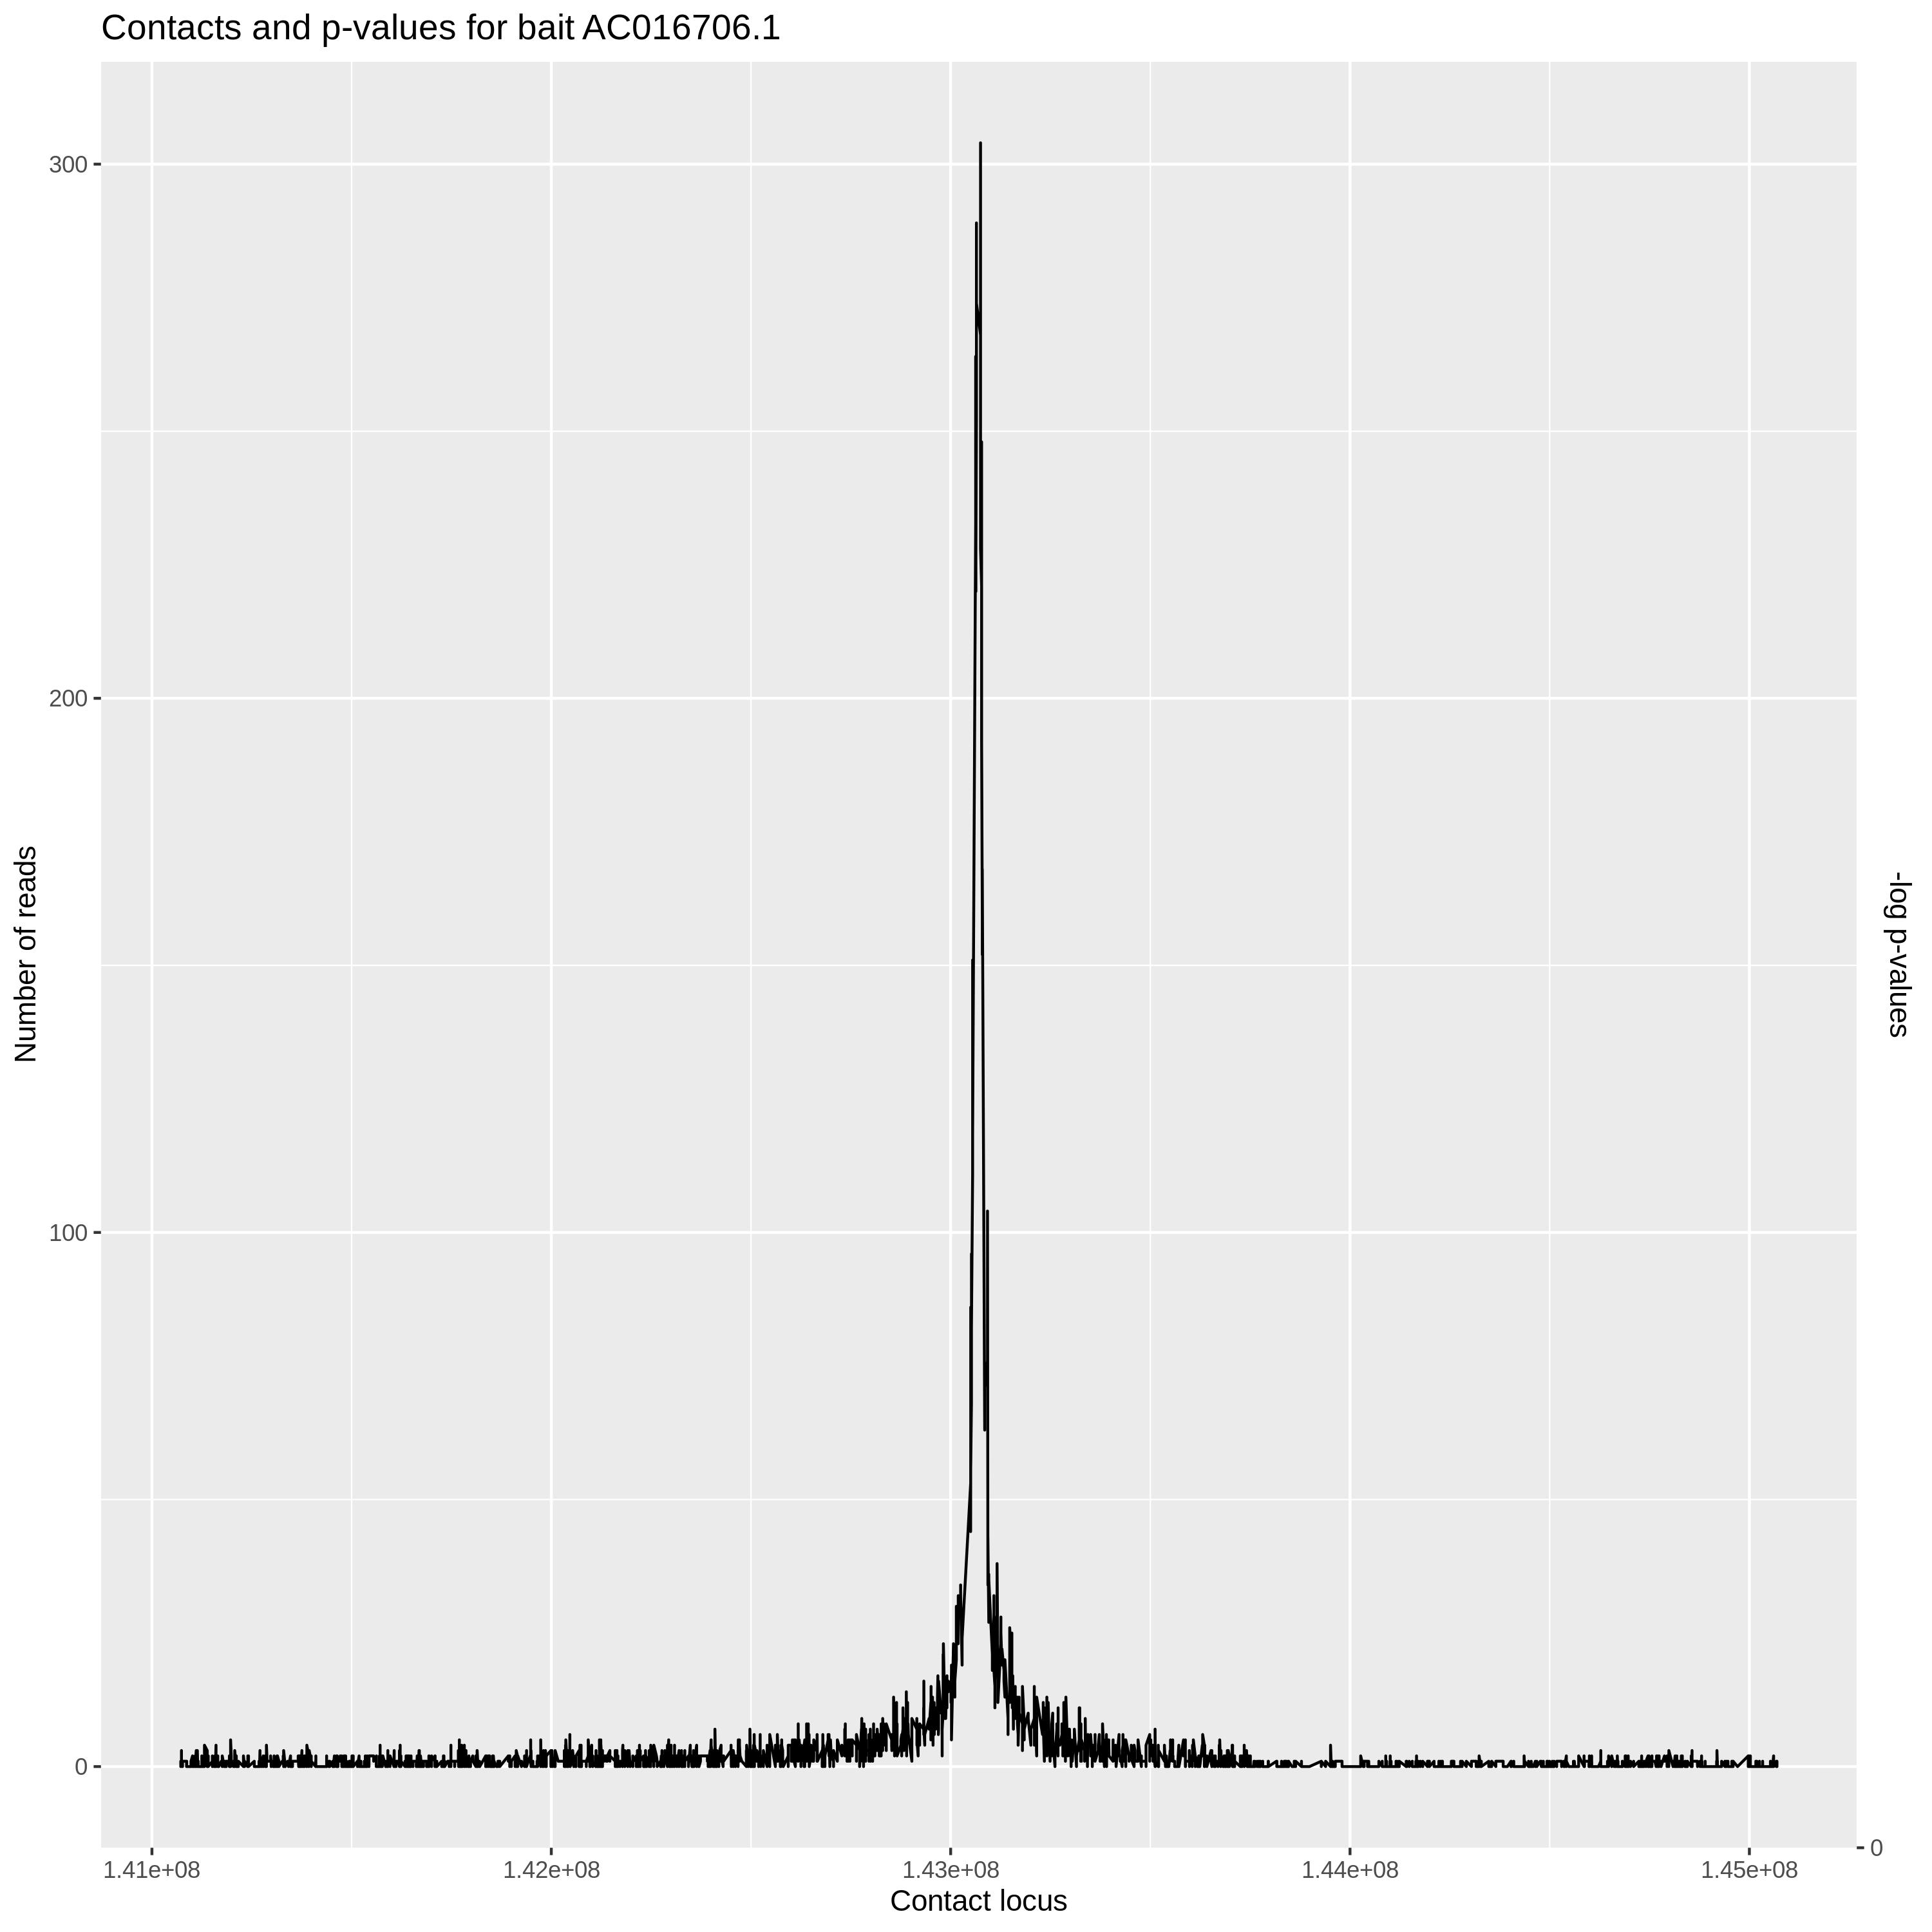 Contacts and p-values for bait AC016706.1
300
200
100
0
Number of reads
-log p-values
0
1.41e+08
1.42e+08
1.43e+08
1.44e+08
1.45e+08
Contact locus